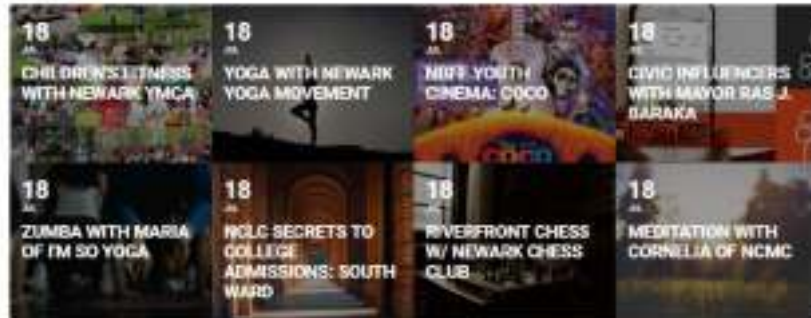 18
CHILDREN'S FITNESS
WITH NEWARK YMCA
18
YOGA WITH NEWARK
YOGA MOVEMENT
18
NBFF YOUTH
CINEMA: COCO
COCO
18
CIVIC INFLUENCERS
WITH MAYOR RAS J.
BARAKA
18
ZUMBA WITH MARIA
OF I'M SO YOGA
18
NCLC SECRETS TO
COLLEGE
ADMISSIONS: SOUTH
WARD
18
RIVERFRONT CHESS
W/ NEWARK CHESS
CLUB
18
MEDITATION WITH
CORNELIA OF NCMC